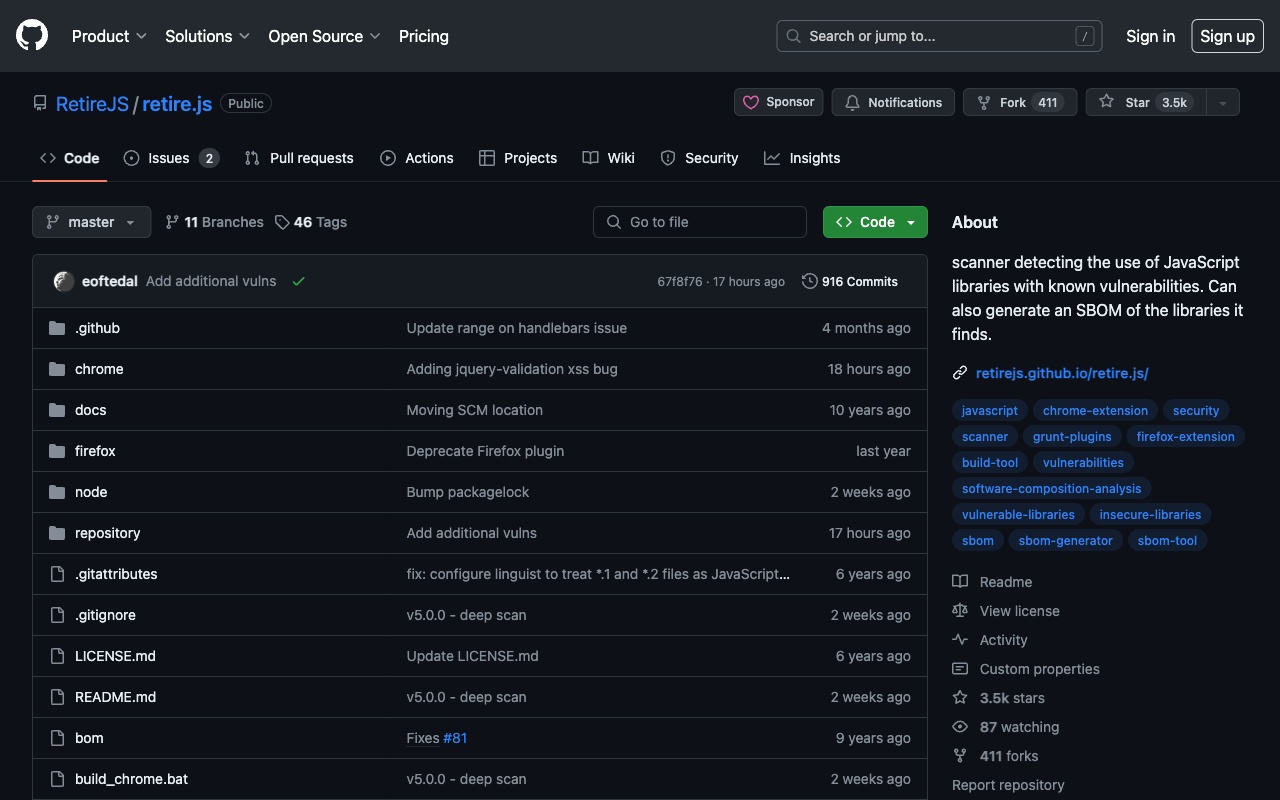 Product Solutions Open Source Pricing Search or jump to... / Sign in Sign up
RetireJS / retire.js Public Sponsor Notifications Fork 411 Star 3.5k
Code Issues 2 Pull requests Actions Projects Wiki Security Insights
master 11 Branches 46 Tags Go to file Code
eoftedal Add additional vulns 67f8f76 · 17 hours ago 916 Commits
.github Update range on handlebars issue 4 months ago
chrome Adding jquery-validation xss bug 18 hours ago
docs Moving SCM location 10 years ago
firefox Deprecate Firefox plugin last year
node Bump packagelock 2 weeks ago
repository Add additional vulns 17 hours ago
.gitattributes fix: configure linguist to treat *.1 and *.2 files as JavaScript... 6 years ago
.gitignore v5.0.0 - deep scan 2 weeks ago
LICENSE.md Update LICENSE.md 6 years ago
README.md v5.0.0 - deep scan 2 weeks ago
bom Fixes #81 9 years ago
build_chrome.bat v5.0.0 - deep scan 2 weeks ago
About
scanner detecting the use of JavaScript
libraries with known vulnerabilities. Can
also generate an SBOM of the libraries it
finds.
retirejs.github.io/retire.js/
javascript chrome-extension security
scanner grunt-plugins firefox-extension
build-tool vulnerabilities
software-composition-analysis
vulnerable-libraries insecure-libraries
sbom sbom-generator sbom-tool
Readme
View license
Activity
Custom properties
3.5k stars
87 watching
411 forks
Report repository